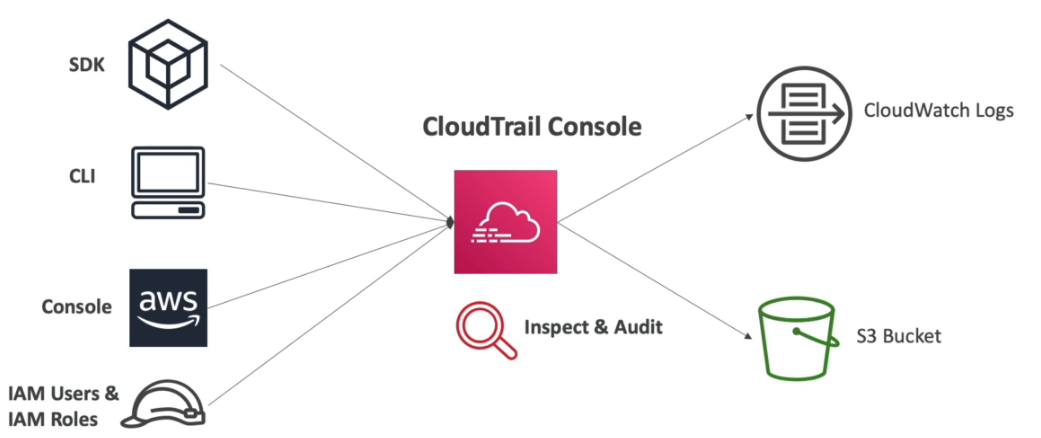 SDK
CLI
Console
aws
IAM Users &
IAM Roles
CloudTrail Console
Inspect & Audit
CloudWatch Logs
S3 Bucket